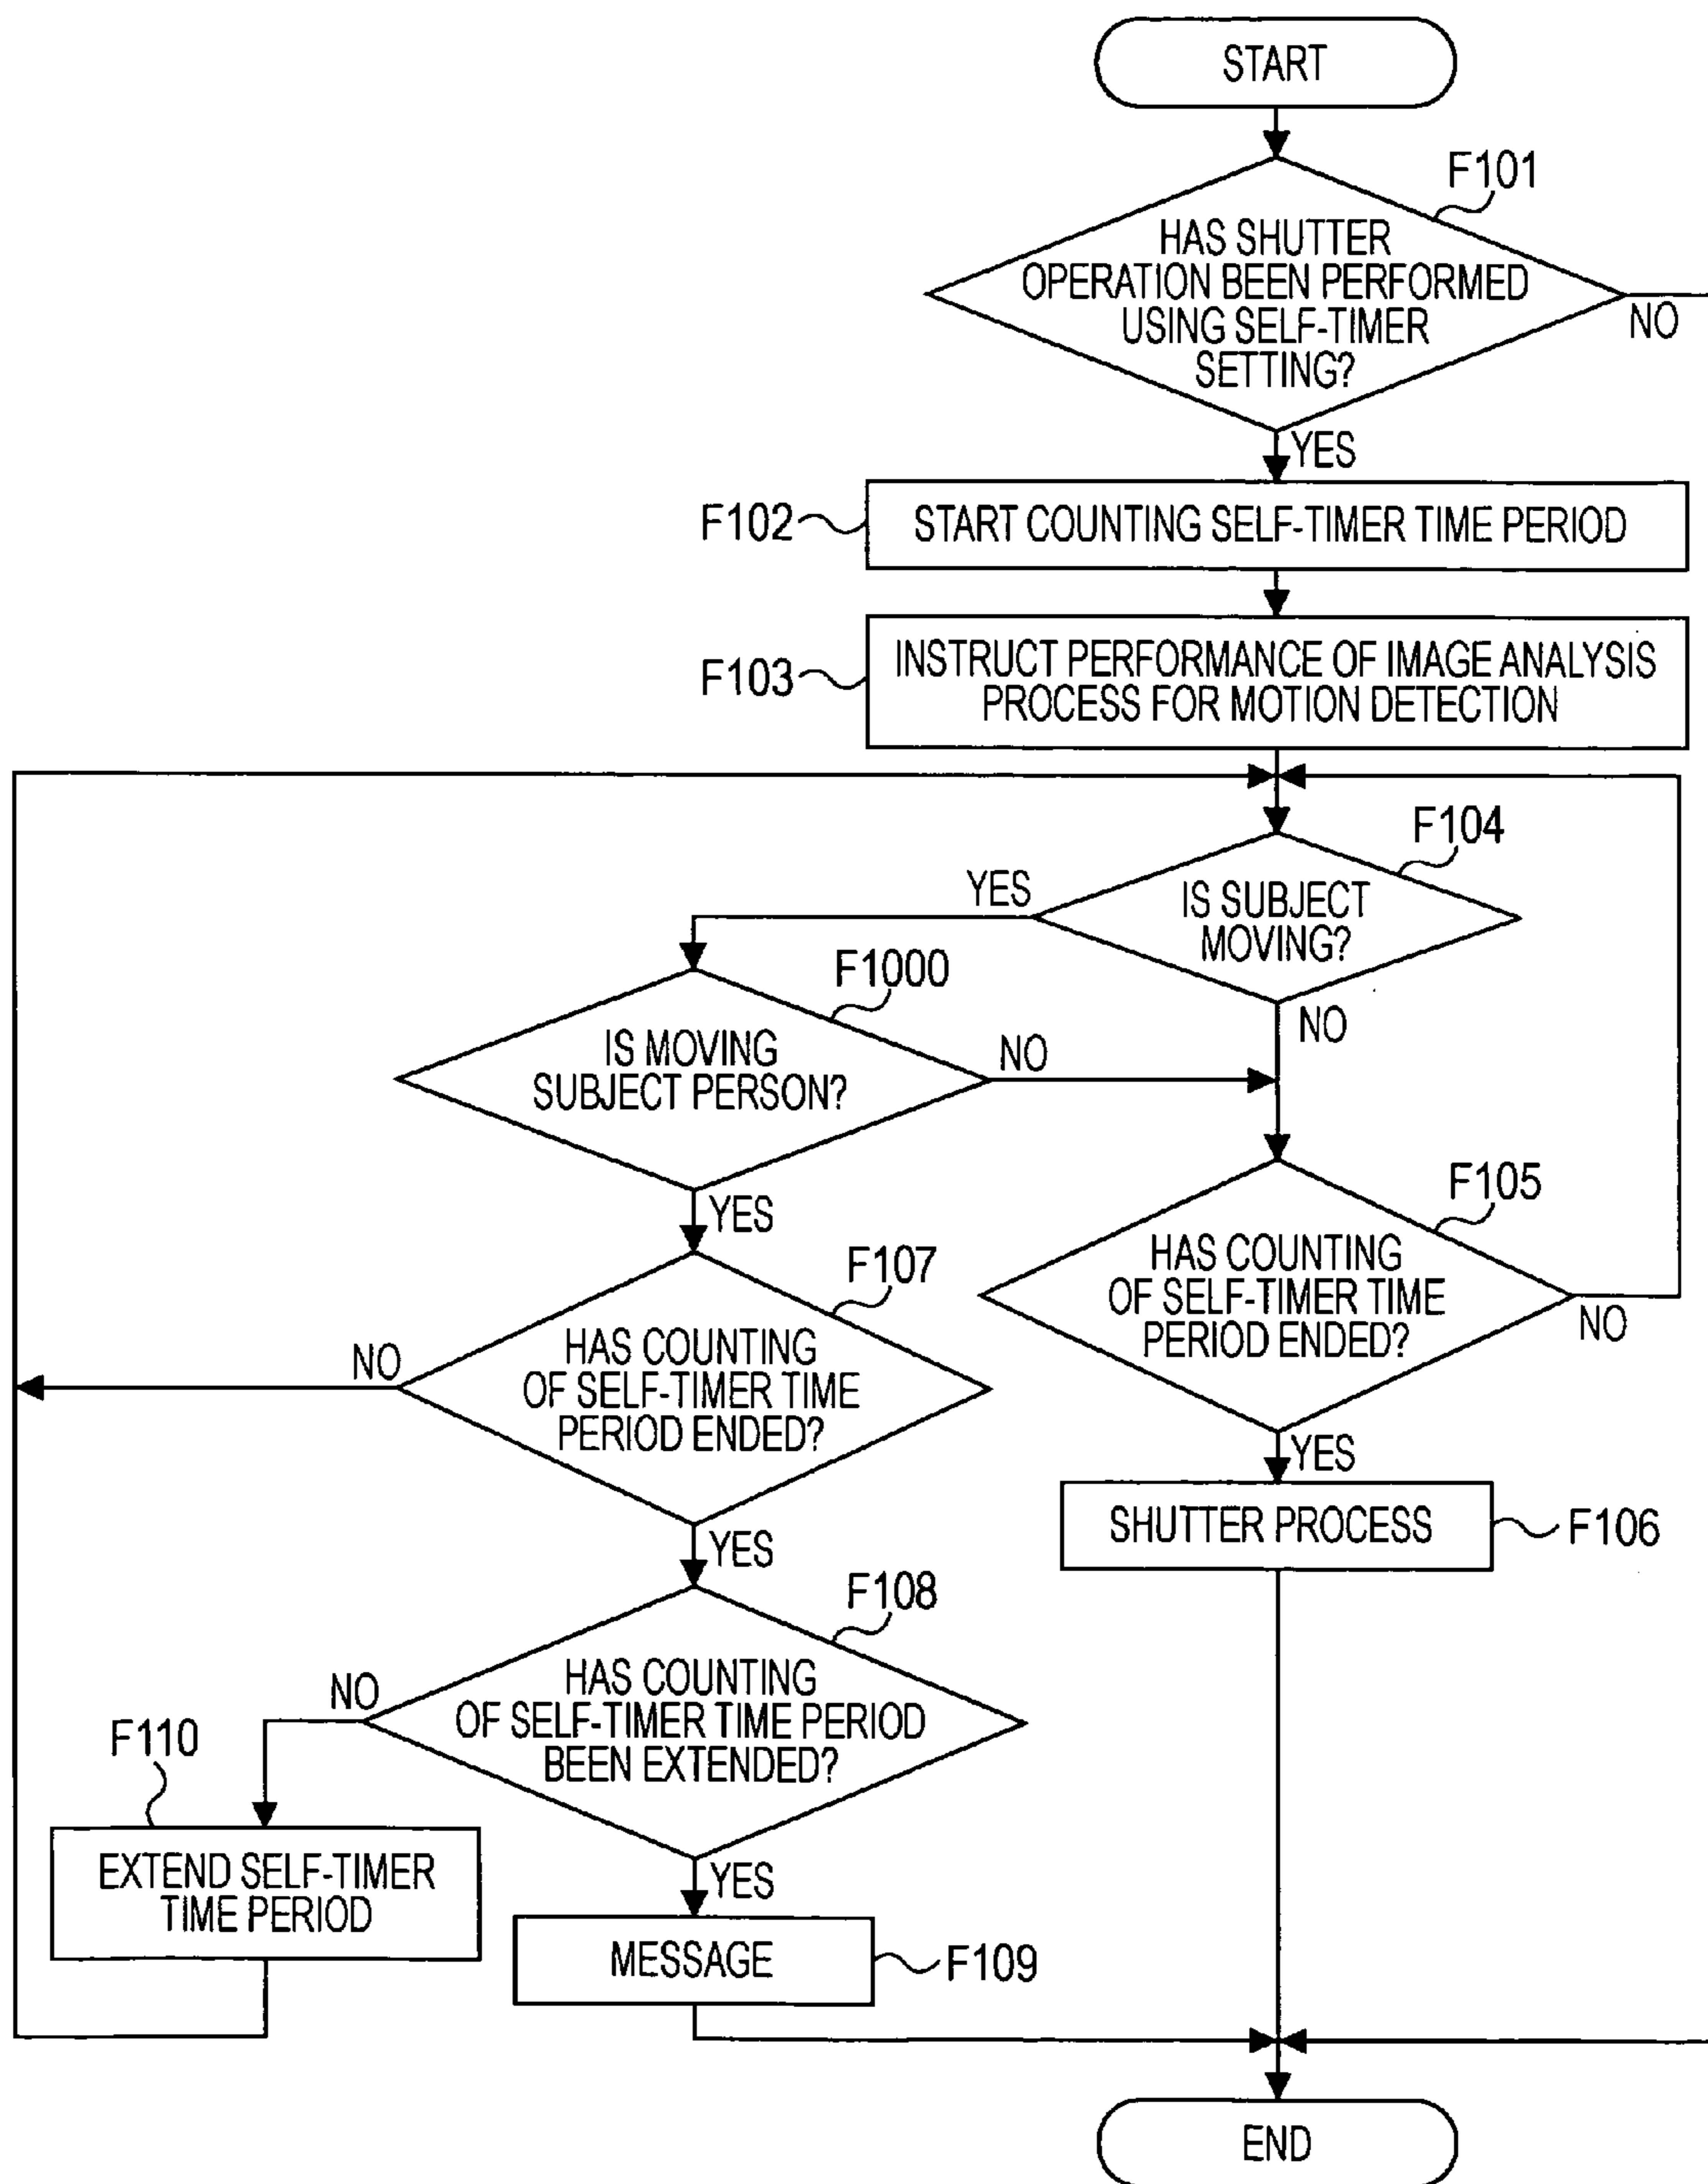 START
F101
HAS SHUTTER
OPERATION BEEN PERFORMED
USING SELF-TIMER
SETTING?
NO
YES
F102
START COUNTING SELF-TIMER TIME PERIOD
F103
INSTRUCT PERFORMANCE OF IMAGE ANALYSIS
PROCESS FOR MOTION DETECTION
F104
YES
IS SUBJECT
MOVING?
NO
F1000
IS MOVING
SUBJECT PERSON?
NO
YES
F105
HAS COUNTING
OF SELF-TIMER TIME
PERIOD ENDED?
NO
YES
F107
NO
HAS COUNTING
OF SELF-TIMER TIME
PERIOD ENDED?
YES
SHUTTER PROCESS
F106
F108
NO
HAS COUNTING
OF SELF-TIMER TIME PERIOD
BEEN EXTENDED?
YES
F110
EXTEND SELF-TIMER
TIME PERIOD
MESSAGE
F109
END